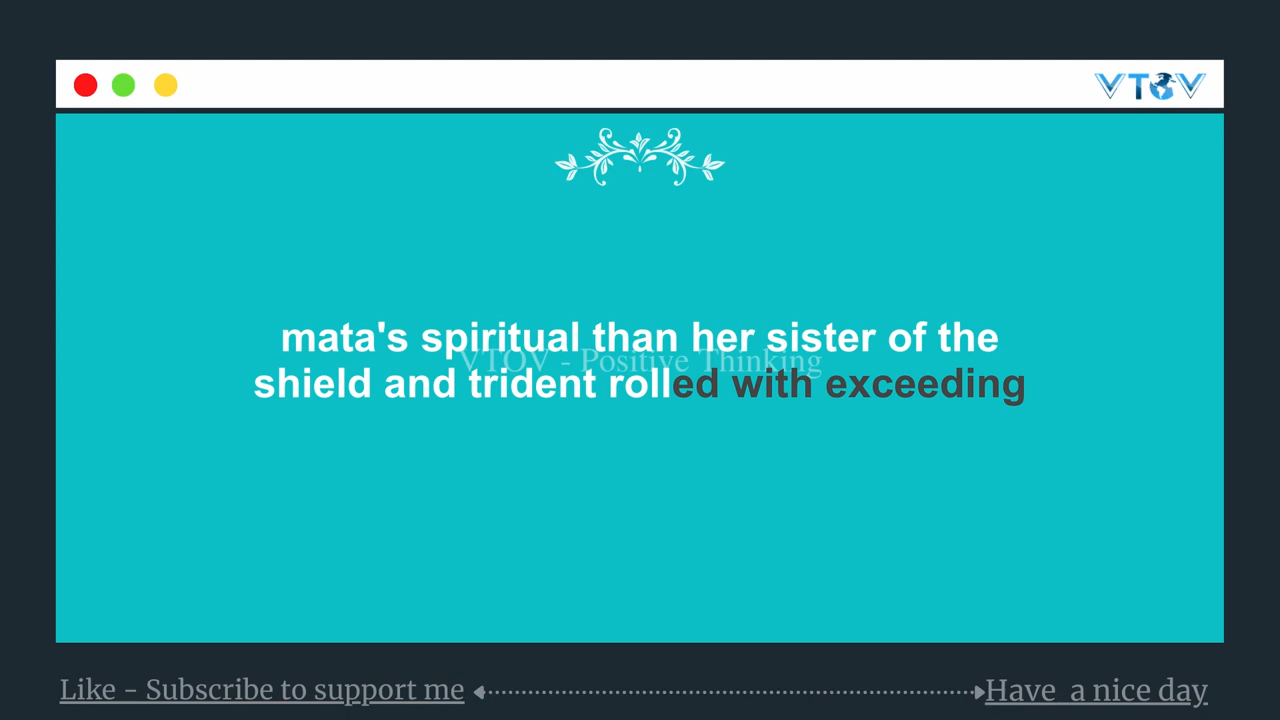 VTOV
mata's spiritual than her sister of the
VTOV - Positive Thinking
shield and trident rolled with exceeding
Like - Subscribe to support me
Have a nice day